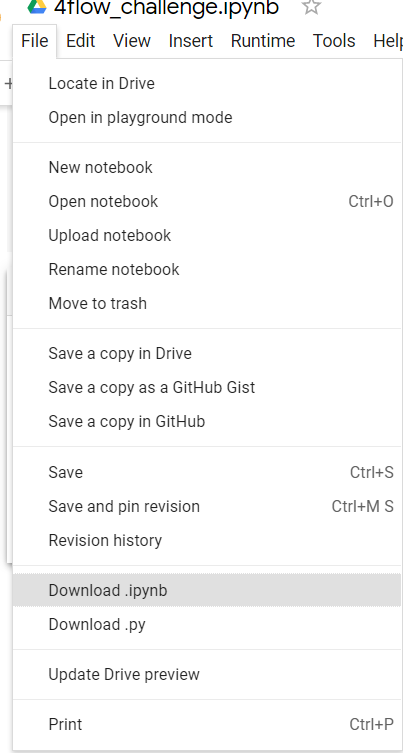 4flow_challenge.ipynb
File Edit View Insert Runtime Tools Help
Locate in Drive
Open in playground mode
New notebook
Open notebook Ctrl+O
Upload notebook
Rename notebook
Move to trash
Save a copy in Drive
Save a copy as a GitHub Gist
Save a copy in GitHub
Save Ctrl+S
Save and pin revision Ctrl+M S
Revision history
Download .ipynb
Download .py
Update Drive preview
Print Ctrl+P